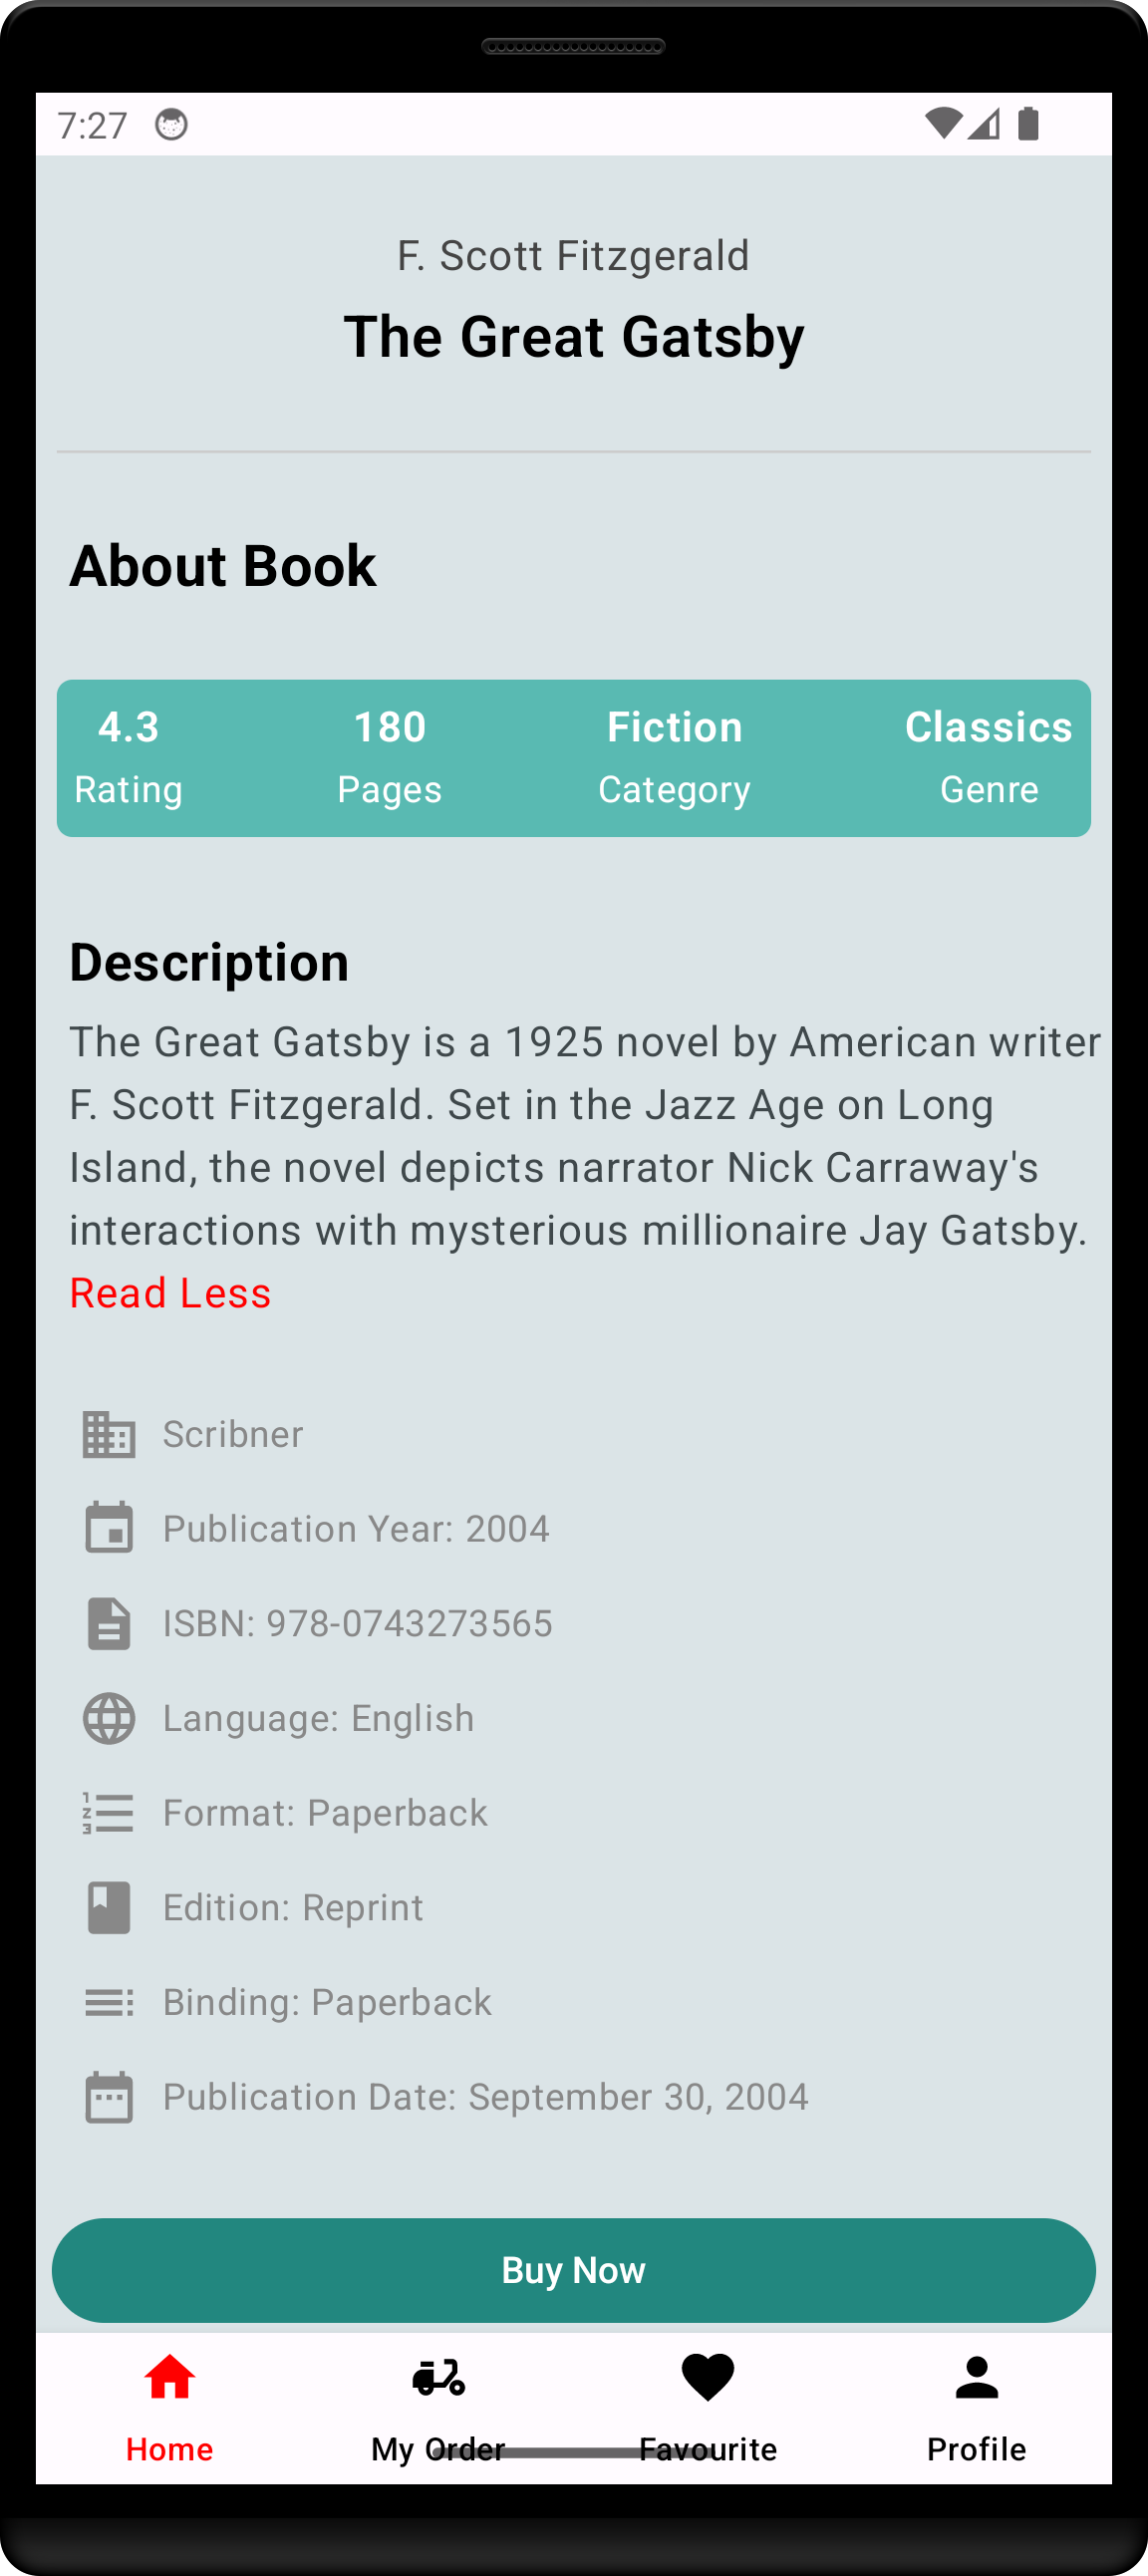 7:27
F. Scott Fitzgerald
The Great Gatsby
About Book
4.3 180 Fiction Classics
Rating Pages Category Genre
Description
The Great Gatsby is a 1925 novel by American writer
F. Scott Fitzgerald. Set in the Jazz Age on Long
Island, the novel depicts narrator Nick Carraway's
interactions with mysterious millionaire Jay Gatsby.
Read Less
Scribner
Publication Year: 2004
ISBN: 978-0743273565
Language: English
Format: Paperback
Edition: Reprint
Binding: Paperback
Publication Date: September 30, 2004
Buy Now
Home My Order Favourite Profile